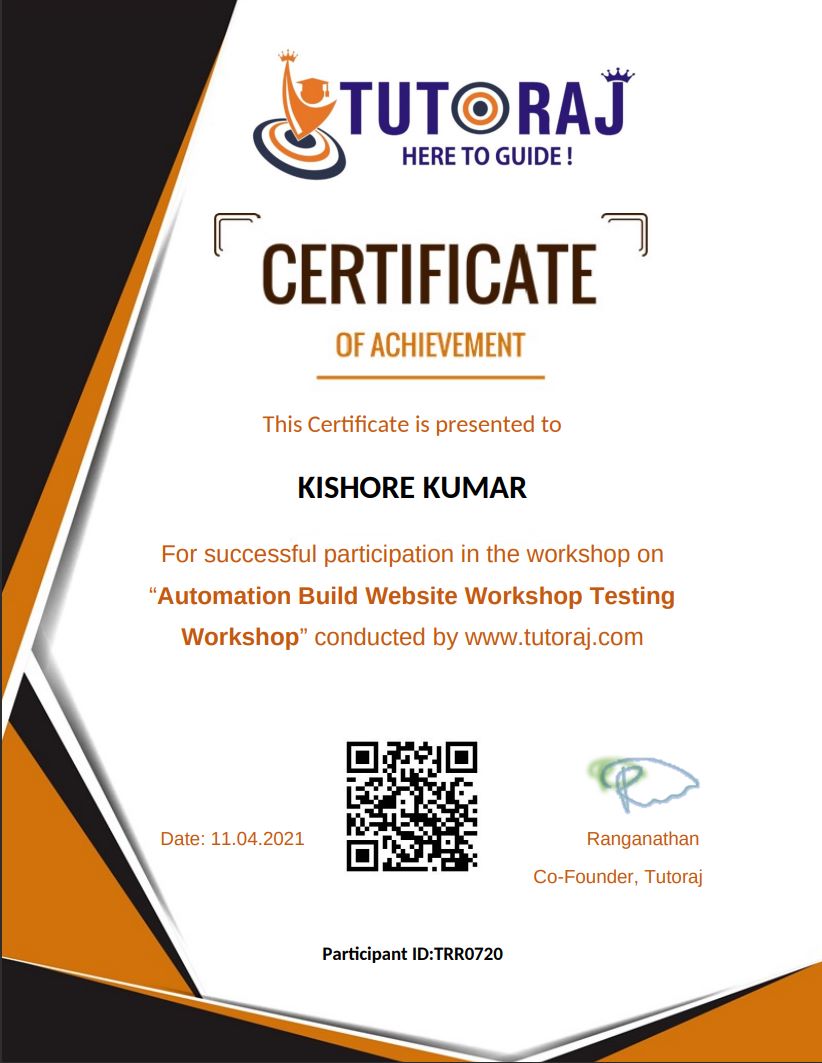 TUTORAJ
HERE TO GUIDE !
CERTIFICATE
OF ACHIEVEMENT
This Certificate is presented to
KISHORE KUMAR
For successful participation in the workshop on
“Automation Build Website Workshop Testing
Workshop” conducted by www.tutoraj.com
Date: 11.04.2021
Ranganathan
Co-Founder, Tutoraj
Participant ID:TRR0720